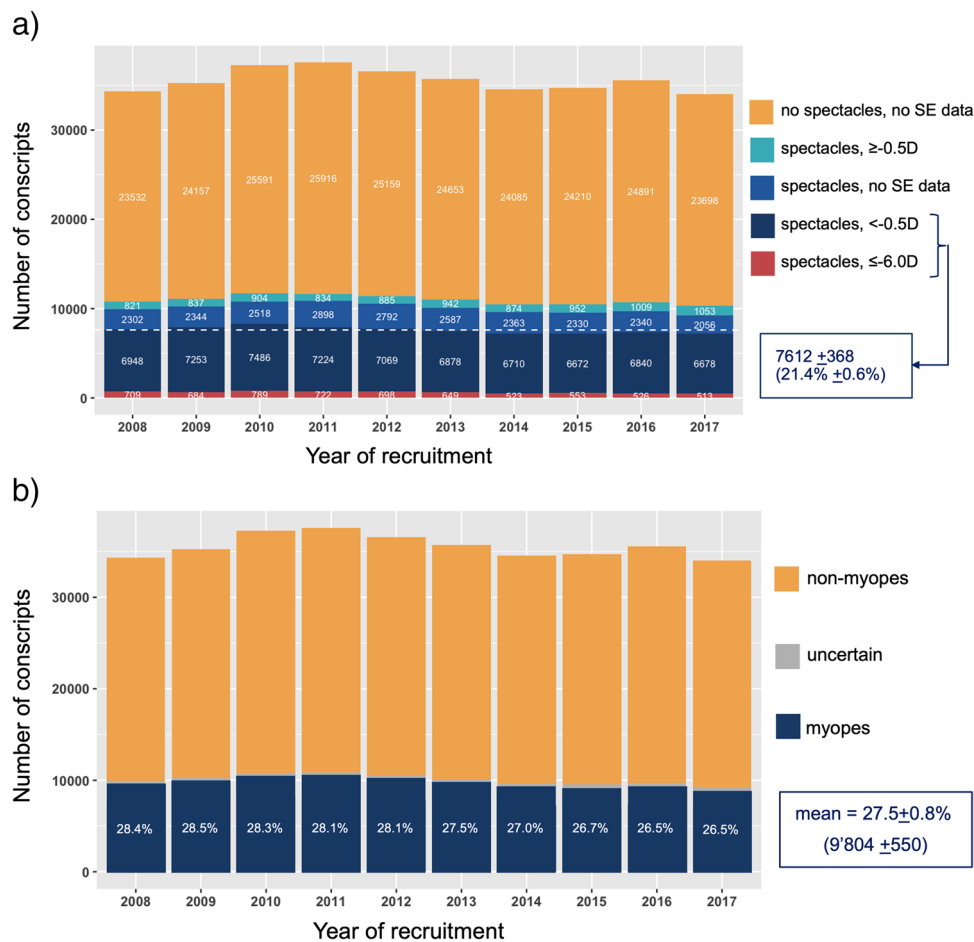 a)
Number of conscripts
30000
20000
10000
0
23532 24157 25591 25916 25159 24653 24085 24210 24891 23698
821 837 904 834 885 942 874 952 1009 1053
2302 2344 2518 2898 2792 2587 2363 2330 2340 2056
6948 7253 7486 7224 7069 6878 6710 6672 6840 6678
709 684 789 722 698 649 523 553 526 513
2008 2009 2010 2011 2012 2013 2014 2015 2016 2017
Year of recruitment
no spectacles, no SE data
spectacles, ≥-0.5D
spectacles, no SE data
spectacles, <-0.5D
spectacles, ≤-6.0D
7612 ±368
(21.4% ±0.6%)
b)
Number of conscripts
30000
20000
10000
0
28.4% 28.5% 28.3% 28.1% 28.1% 27.5% 27.0% 26.7% 26.5% 26.5%
2008 2009 2010 2011 2012 2013 2014 2015 2016 2017
Year of recruitment
non-myopes
uncertain
myopes
mean = 27.5±0.8%
(9'804 ±550)